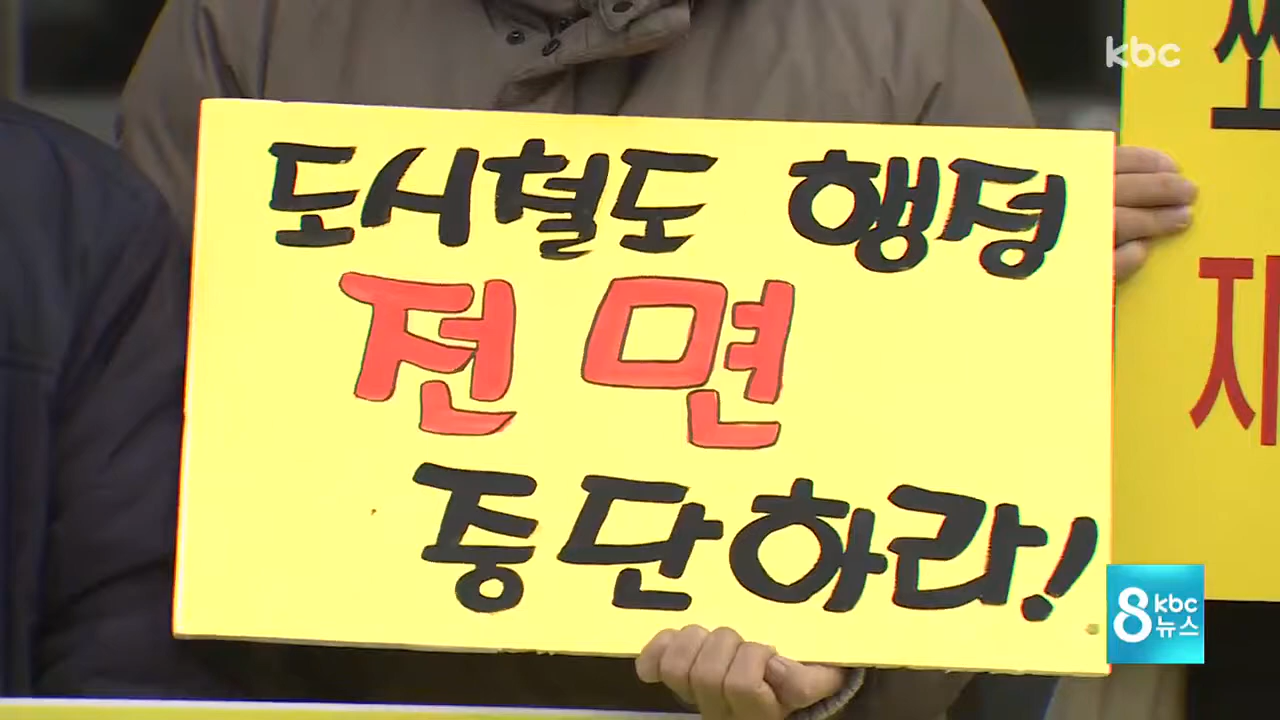 kbc
도시철도 행정
전면
중단하라!
8 kbc
뉴스